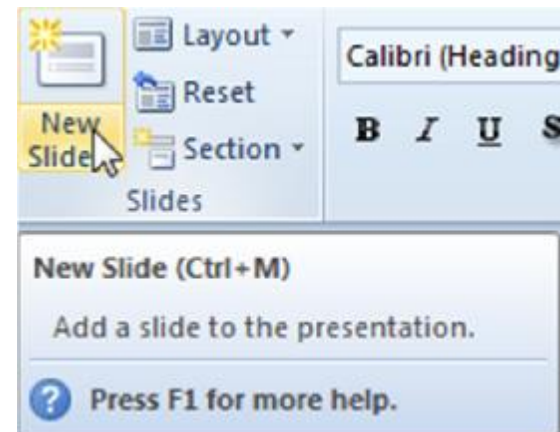 Layout
Calibri (Heading
Reset
New
Slide
B I U S
Section
Slides
New Slide (Ctrl+M)
Add a slide to the presentation.
Press F1 for more help.